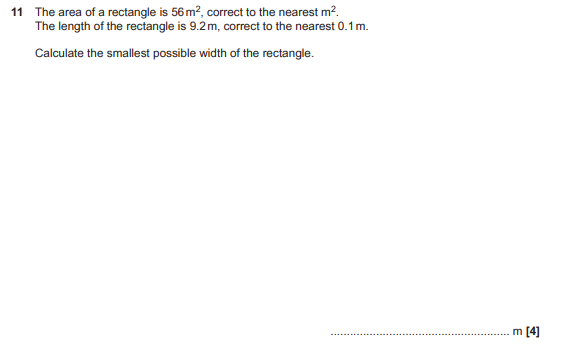 11 The area of a rectangle is 56 m², correct to the nearest m².
The length of the rectangle is 9.2 m, correct to the nearest 0.1 m.
Calculate the smallest possible width of the rectangle.
...................................................... m [4]